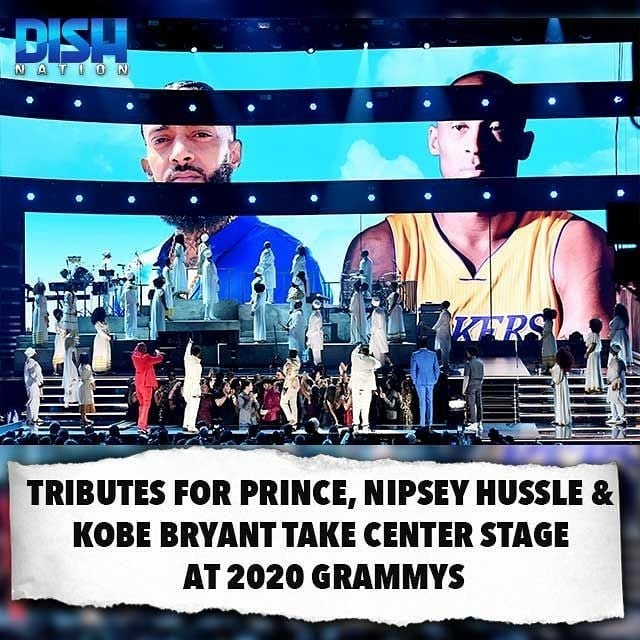 DISH
NATION
KERS
TRIBUTES FOR PRINCE, NIPSEY HUSSLE &
KOBE BRYANT TAKE CENTER STAGE
AT 2020 GRAMMYS